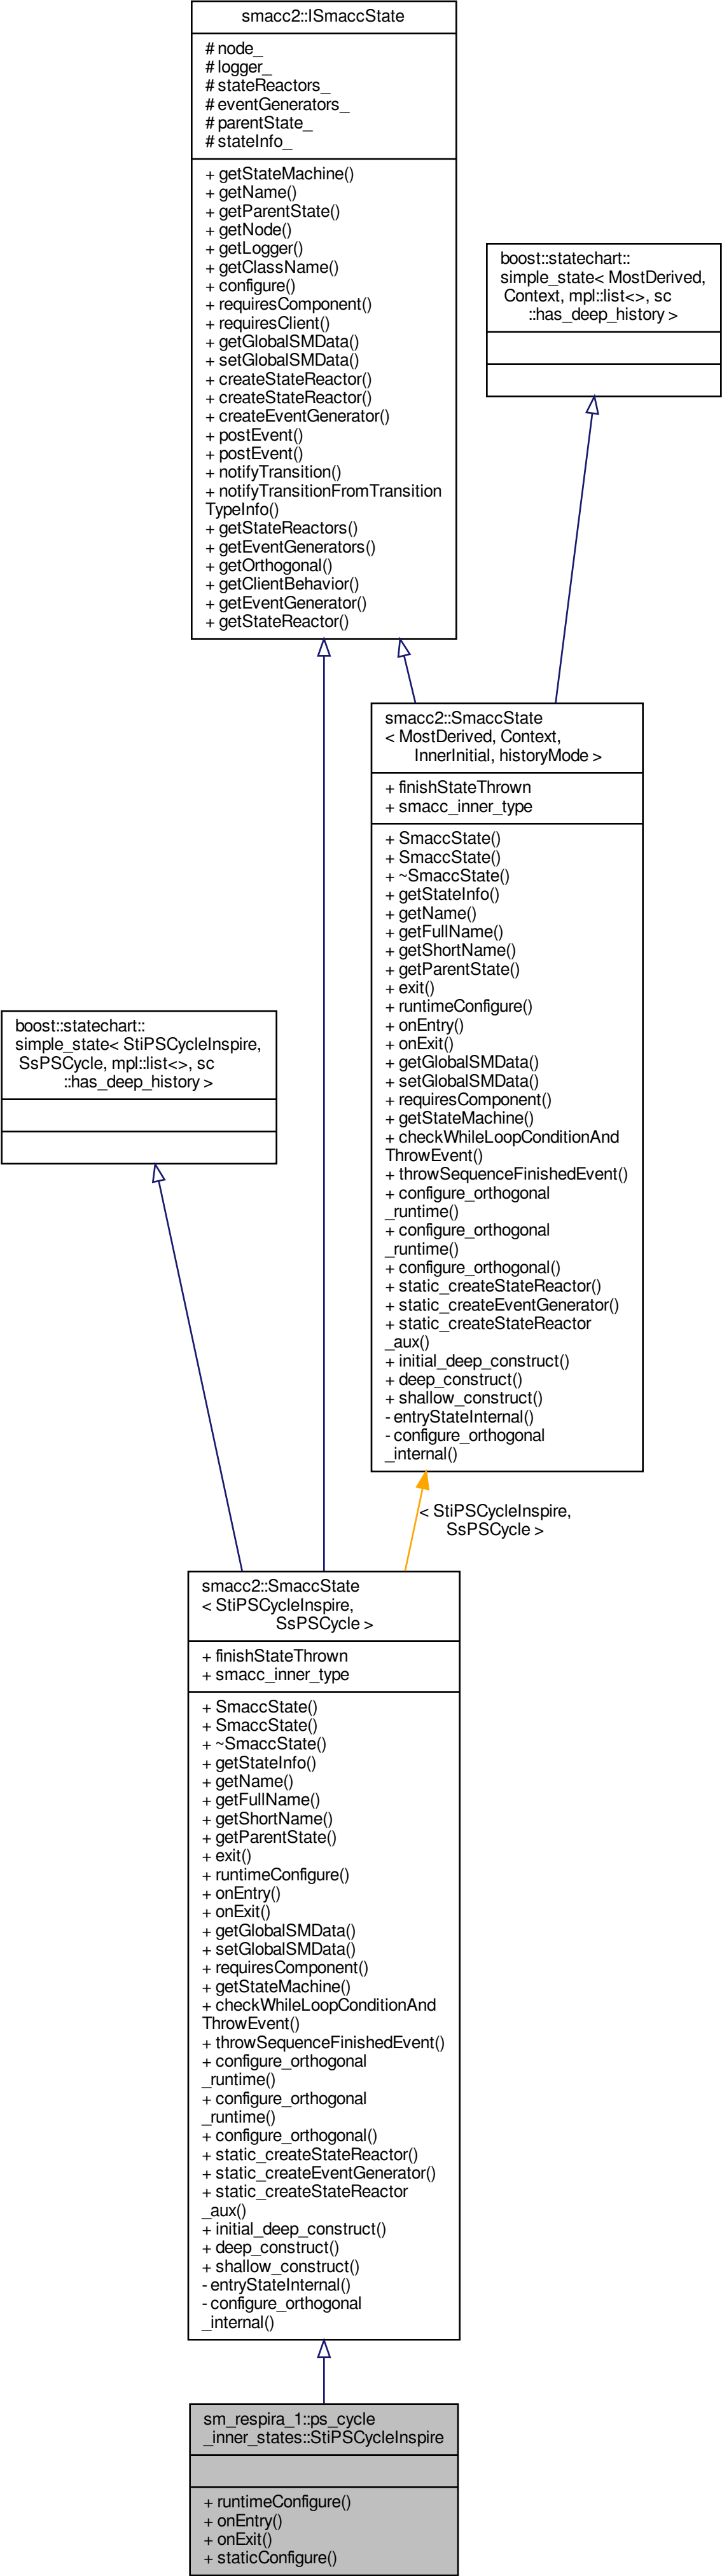 smacc2::ISmaccState
# node_
# logger_
# stateReactors_
# eventGenerators_
# parentState_
# stateInfo_
+ getStateMachine()
+ getName()
+ getParentState()
+ getNode()
+ getLogger()
+ getClassName()
+ configure()
+ requiresComponent()
+ requiresClient()
+ getGlobalSMData()
+ setGlobalSMData()
+ createStateReactor()
+ createStateReactor()
+ createEventGenerator()
+ postEvent()
+ postEvent()
+ notifyTransition()
+ notifyTransitionFromTransition
TypeInfo()
+ getStateReactors()
+ getEventGenerators()
+ getOrthogonal()
+ getClientBehavior()
+ getEventGenerator()
+ getStateReactor()
boost::statechart::
simple_state< MostDerived,
Context, mpl::list<>, sc
::has_deep_history >
smacc2::SmaccState
< MostDerived, Context,
InnerInitial, historyMode >
+ finishStateThrown
+ smacc_inner_type
+ SmaccState()
+ SmaccState()
+ ~SmaccState()
+ getStateInfo()
+ getName()
+ getFullName()
+ getShortName()
+ getParentState()
+ exit()
+ runtimeConfigure()
+ onEntry()
+ onExit()
+ getGlobalSMData()
+ setGlobalSMData()
+ requiresComponent()
+ getStateMachine()
+ checkWhileLoopConditionAnd
ThrowEvent()
+ throwSequenceFinishedEvent()
+ configure_orthogonal
_runtime()
+ configure_orthogonal
_runtime()
+ configure_orthogonal()
+ static_createStateReactor()
+ static_createEventGenerator()
+ static_createStateReactor
_aux()
+ initial_deep_construct()
+ deep_construct()
+ shallow_construct()
- entryStateInternal()
- configure_orthogonal
_internal()
boost::statechart::
simple_state< StiPSCycleInspire,
SsPSCycle, mpl::list<>, sc
::has_deep_history >
< StiPSCycleInspire,
SsPSCycle >
smacc2::SmaccState
< StiPSCycleInspire,
SsPSCycle >
+ finishStateThrown
+ smacc_inner_type
+ SmaccState()
+ SmaccState()
+ ~SmaccState()
+ getStateInfo()
+ getName()
+ getFullName()
+ getShortName()
+ getParentState()
+ exit()
+ runtimeConfigure()
+ onEntry()
+ onExit()
+ getGlobalSMData()
+ setGlobalSMData()
+ requiresComponent()
+ getStateMachine()
+ checkWhileLoopConditionAnd
ThrowEvent()
+ throwSequenceFinishedEvent()
+ configure_orthogonal
_runtime()
+ configure_orthogonal
_runtime()
+ configure_orthogonal()
+ static_createStateReactor()
+ static_createEventGenerator()
+ static_createStateReactor
_aux()
+ initial_deep_construct()
+ deep_construct()
+ shallow_construct()
- entryStateInternal()
- configure_orthogonal
_internal()
sm_respira_1::ps_cycle
_inner_states::StiPSCycleInspire
+ runtimeConfigure()
+ onEntry()
+ onExit()
+ staticConfigure()